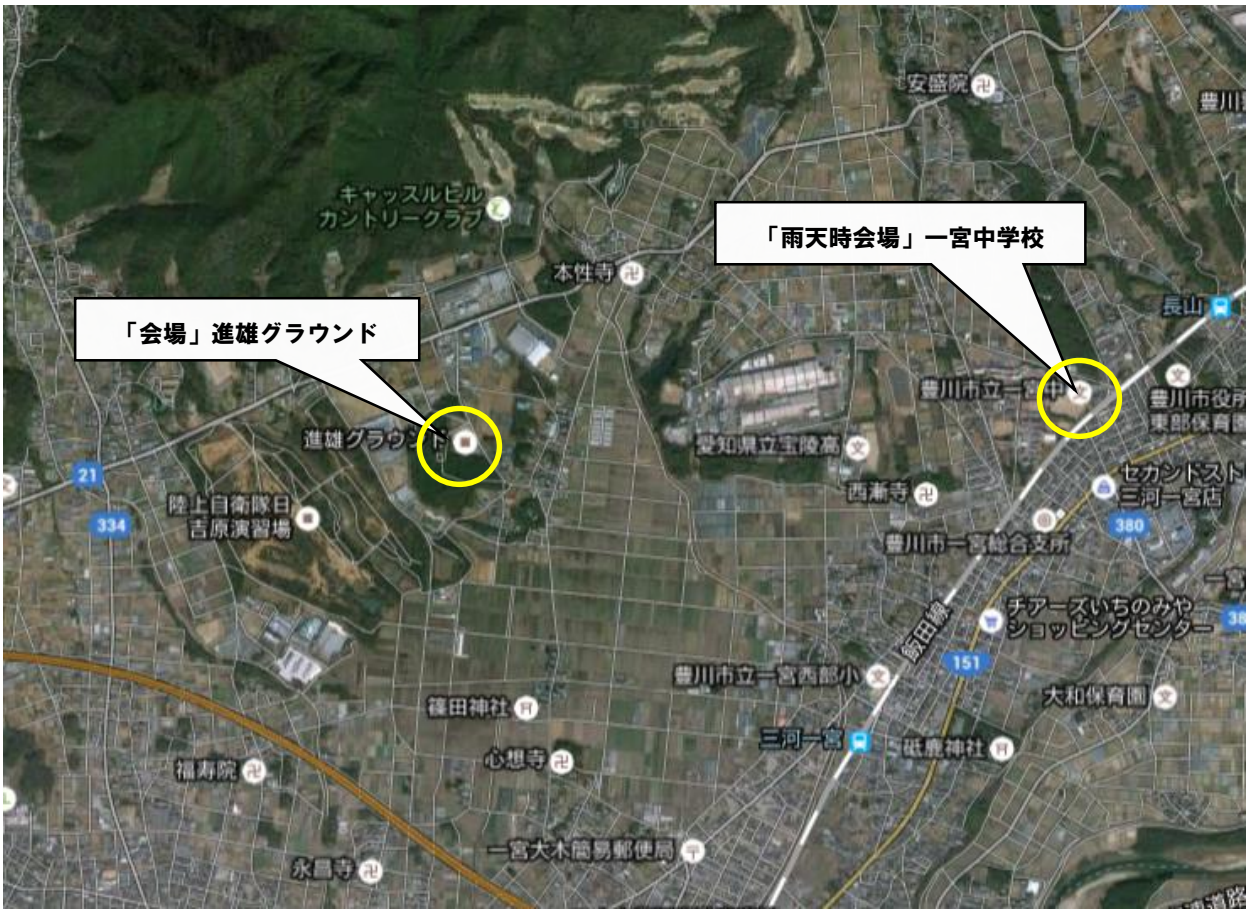 安盛院
豊川
キャッスルヒル
カントリークラブ
「雨天時会場」一宮中学校
本性寺
長山
「会場」進雄グラウンド
豊川市立一宮中
豊川市役所
東部保育園
進雄グラウンド
愛知県立宝陵高
21
セカンドスト
三河一宮店
西漸寺
陸上自衛隊日
吉原演習場
334
380
豊川市一宮総合支所
一宮
チアーズいちのみや
ショッピングセンター
38
飯田線
151
豊川市立一宮西部小
大和保育園
篠田神社
三河一宮
砥鹿神社
心想寺
福寿院
一宮大木簡易郵便局
永昌寺
速道路